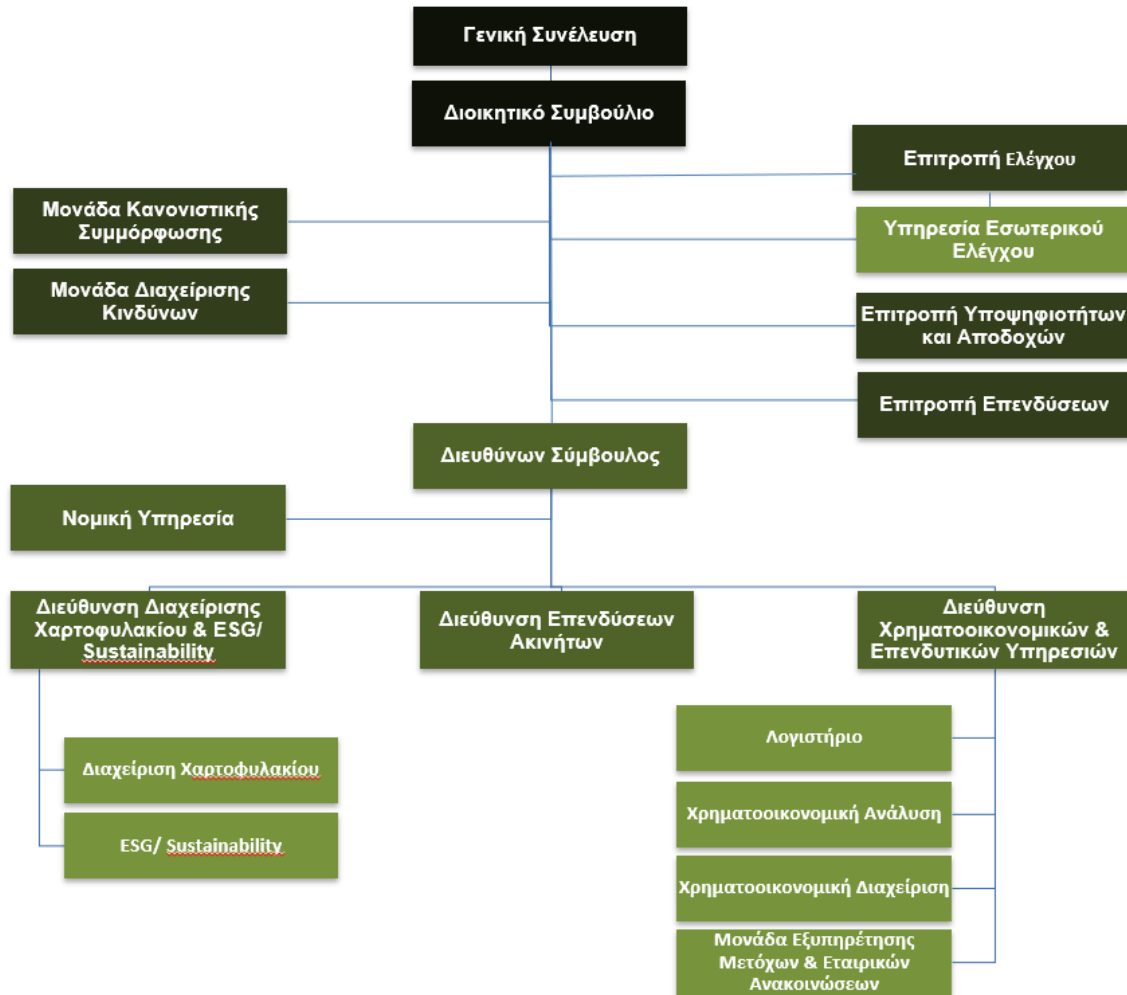 Γενική Συνέλευση
Διοικητικό Συμβούλιο
Επιτροπή Ελέγχου
Μονάδα Κανονιστικής
Συμμόρφωσης
Υπηρεσία Εσωτερικού
Ελέγχου
Μονάδα Διαχείρισης
Κινδύνων
Επιτροπή Υποψηφιοτήτων
και Αποδοχών
Επιτροπή Επενδύσεων
Διευθύνων Σύμβουλος
Νομική Υπηρεσία
Διεύθυνση Διαχείρισης
Χαρτοφυλακίου & ESG/
Sustainability
Διεύθυνση Επενδύσεων
Ακινήτων
Διεύθυνση
Χρηματοοικονομικών &
Επενδυτικών Υπηρεσιών
Διαχείριση Χαρτοφυλακίου
ESG/ Sustainability
Λογιστήριο
Χρηματοοικονομική Ανάλυση
Χρηματοοικονομική Διαχείριση
Μονάδα Εξυπηρέτησης
Μετόχων & Εταιρικών
Ανακοινώσεων